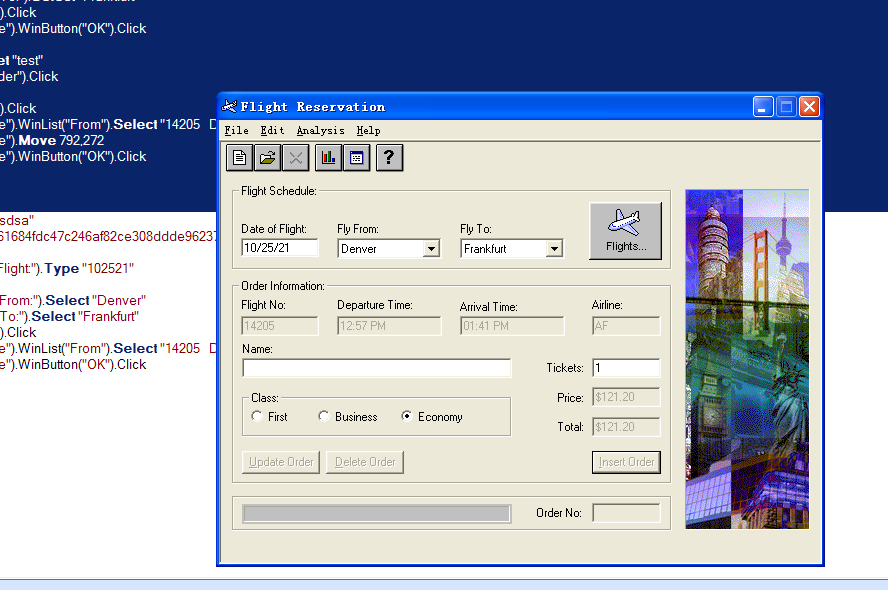 ).Click
e").WinButton("OK").Click
et "test"
der").Click
).Click
e").WinList("From").Select "14205 D
e").Move 792,272
e").WinButton("OK").Click
sdsa"
61684fdc47c246af82ce308ddde96237
Flight:").Type "102521"
From:").Select "Denver"
To:").Select "Frankfurt"
).Click
e").WinList("From").Select "14205 D
e").WinButton("OK").Click
Flight Reservation
File Edit Analysis Help
?
Flight Schedule:
Date of Flight: Fly From: Fly To:
10/25/21 Denver Frankfurt
Flights...
Order Information:
Flight No: Departure Time: Arrival Time: Airline:
14205 12:57 PM 01:41 PM AF
Name:
Tickets: 1
Class:
First Business Economy
Price: $121.20
Total: $121.20
Update Order Delete Order Insert Order
Order No: